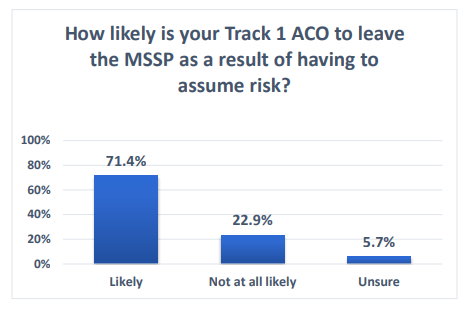 How likely is your Track 1 ACO to leave
the MSSP as a result of having to
assume risk?
100%
80%
60%
40%
20%
0%
71.4%
22.9%
5.7%
Likely
Not at all likely
Unsure